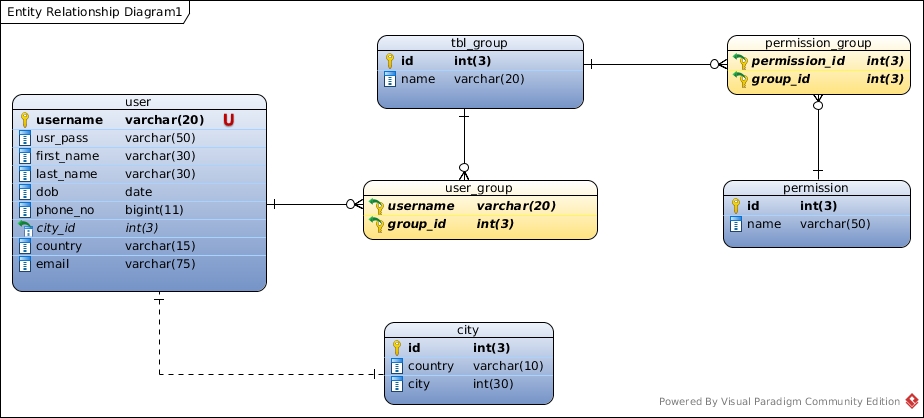 Entity Relationship Diagram1
tbl_group
id int(3)
name varchar(20)
permission_group
permission_id int(3)
group_id int(3)
user
username varchar(20) U
usr_pass varchar(50)
first_name varchar(30)
last_name varchar(30)
dob date
phone_no bigint(11)
city_id int(3)
country varchar(15)
email varchar(75)
user_group
username varchar(20)
group_id int(3)
permission
id int(3)
name varchar(50)
city
id int(3)
country varchar(10)
city int(30)
Powered By Visual Paradigm Community Edition